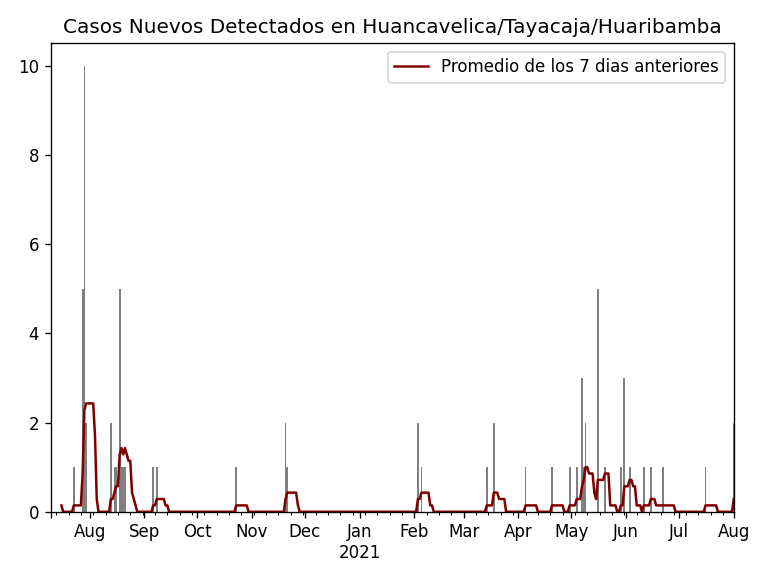 Casos Nuevos Detectados en Huancavelica/Tayacaja/Huaribamba
Promedio de los 7 dias anteriores
10
8
6
4
2
0
Aug Sep Oct Nov Dec Jan Feb Mar Apr May Jun Jul Aug
2021